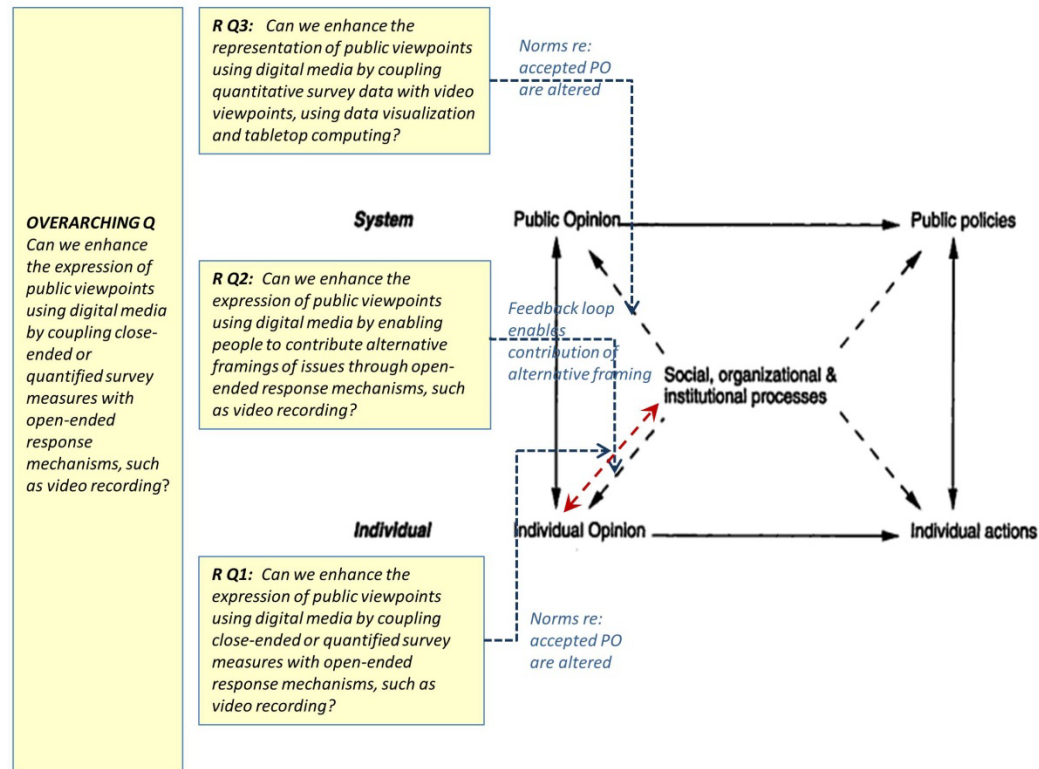 OVERARCHING Q
Can we enhance
the expression of
public viewpoints
using digital media
by coupling close-
ended or
quantified survey
measures with
open-ended
response
mechanisms, such
as video recording?
R Q3: Can we enhance the
representation of public viewpoints
using digital media by coupling
quantitative survey data with video
viewpoints, using data visualization
and tabletop computing?
Norms re:
accepted PO
are altered
System
Public Opinion
Public policies
R Q2: Can we enhance the
expression of public viewpoints
using digital media by enabling
people to contribute alternative
framings of issues through open-
ended response mechanisms, such
as video recording?
Feedback loop
enables
contribution of
alternative framing
Social, organizational &
institutional processes
Individual
Individual Opinion
Individual actions
R Q1: Can we enhance the
expression of public viewpoints
using digital media by coupling
close-ended or quantified survey
measures with open-ended
response mechanisms, such as
video recording?
Norms re:
accepted PO
are altered